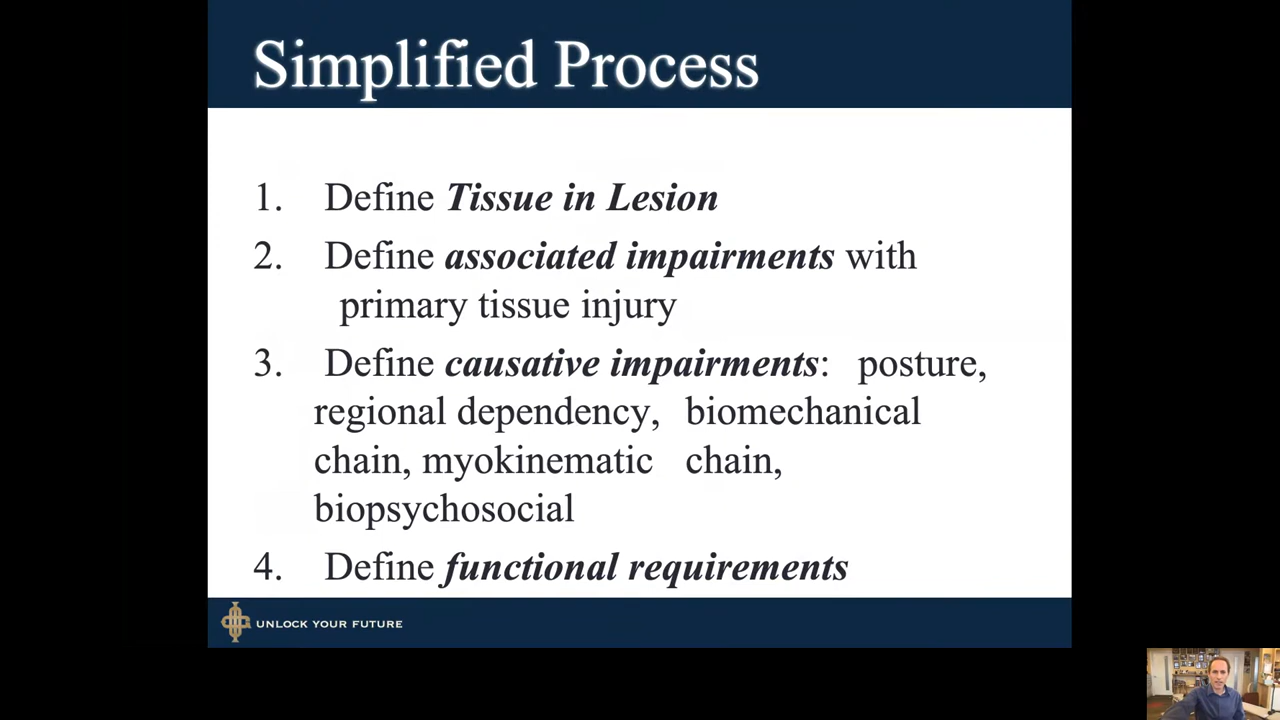 Simplified Process
1. Define Tissue in Lesion
2. Define associated impairments with
primary tissue injury
3. Define causative impairments: posture,
regional dependency, biomechanical
chain, myokinematic chain,
biopsychosocial
4. Define functional requirements
UNLOCK YOUR FUTURE